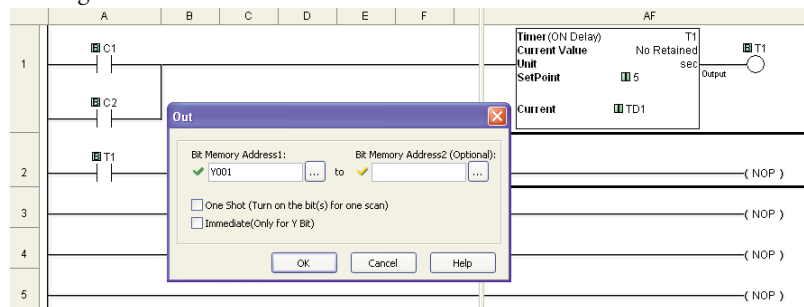 A B C D E F AF
1
C1
C2
Timer (ON Delay) T1
Current Value No Retained
Unit sec
SetPoint 5
Current TD1
Output
T1
Out
Bit Memory Address1: Bit Memory Address2 (Optional):
Y001 ... to ...
One Shot (Turn on the bit(s) for one scan)
Immediate(Only for Y Bit)
OK Cancel Help
2 T1 ( NOP )
3 ( NOP )
4 ( NOP )
5 ( NOP )